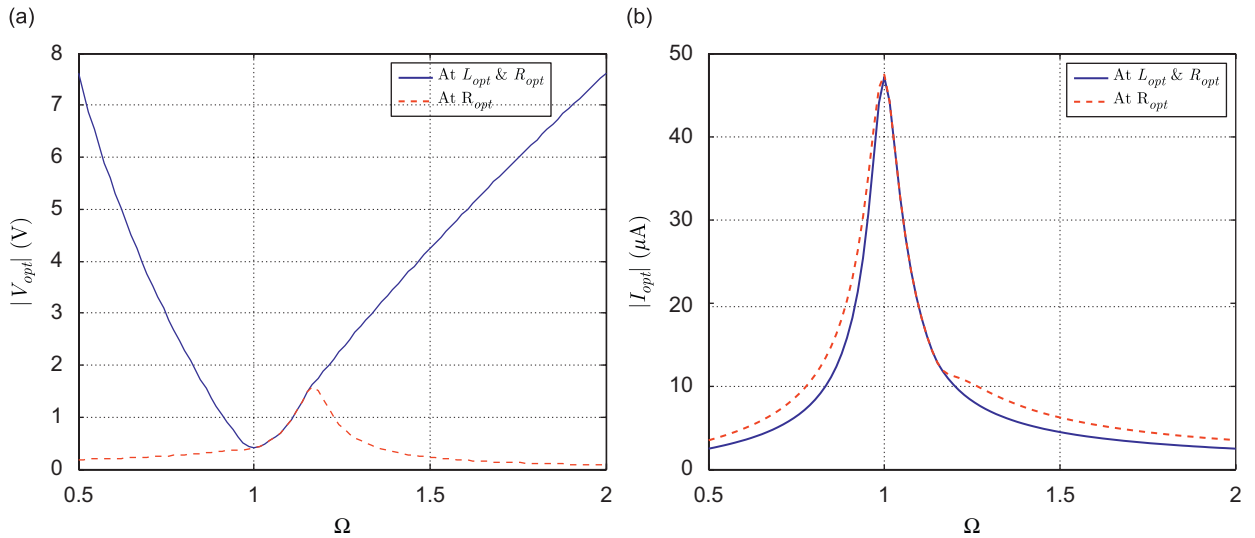 (a)
8
7
6
5
4
3
2
1
0
|V_opt| (V)
0.5
1
1.5
2
Ω
At L_opt & R_opt
At R_opt
(b)
50
40
30
20
10
0
|I_opt| (μA)
0.5
1
1.5
2
Ω
At L_opt & R_opt
At R_opt